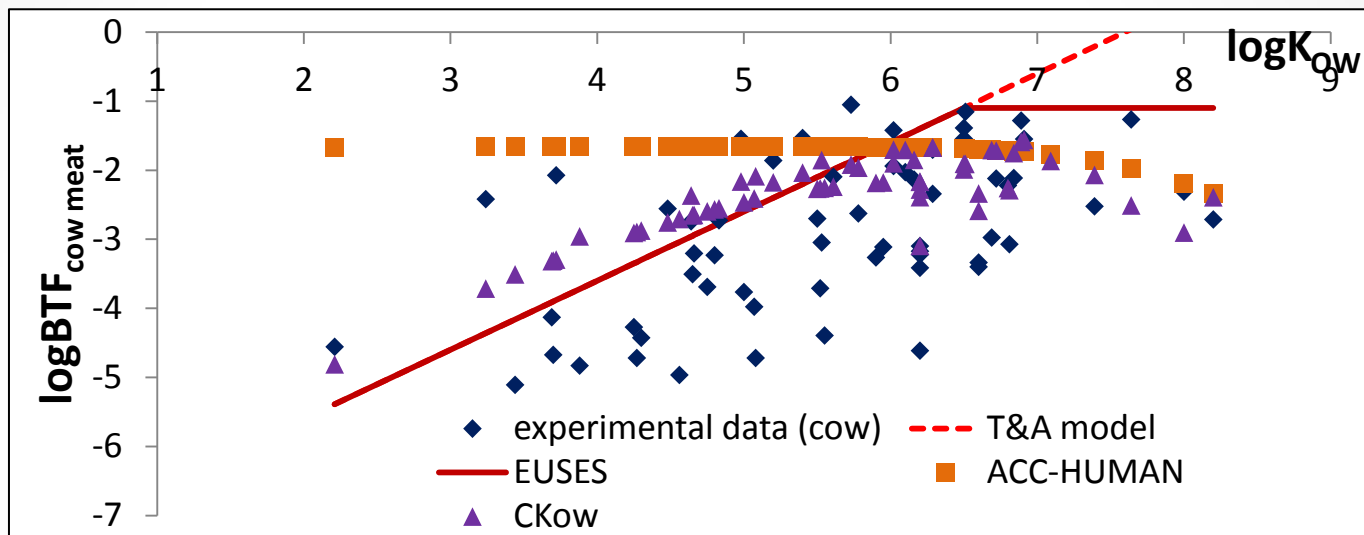 0
1 2 3 4 5 6 7 8 9
logKow
-1
-2
-3
-4
-5
-6
-7
logBTFcow meat
experimental data (cow) T&A model
EUSES ACC-HUMAN
CKow